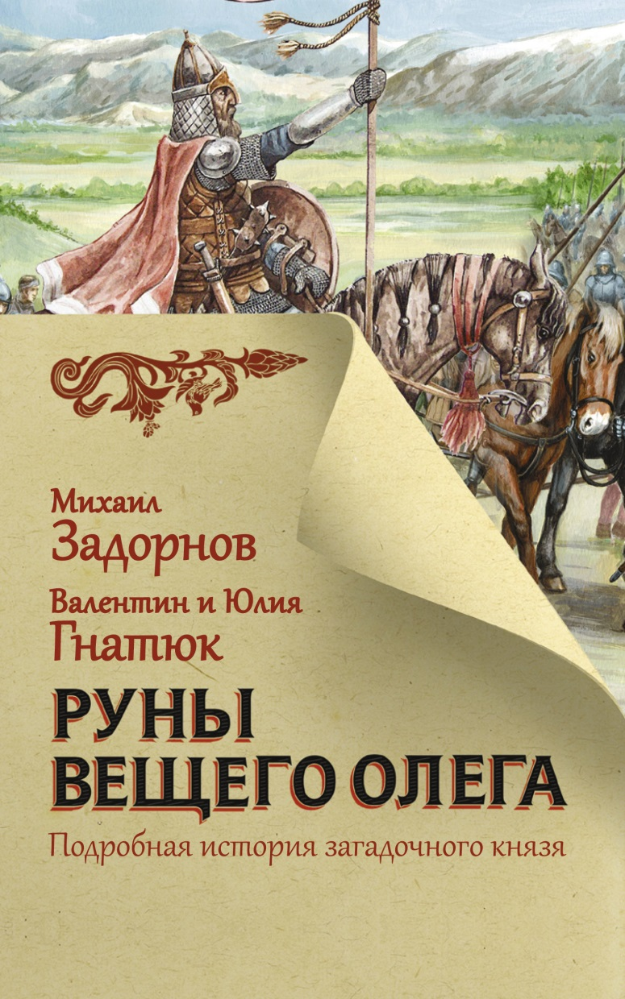 Михаил
Задорнов
Валентин и Юлия
Гнатюк
РУНЫ
ВЕЩЕГО ОЛЕГА
Подробная история загадочного князя